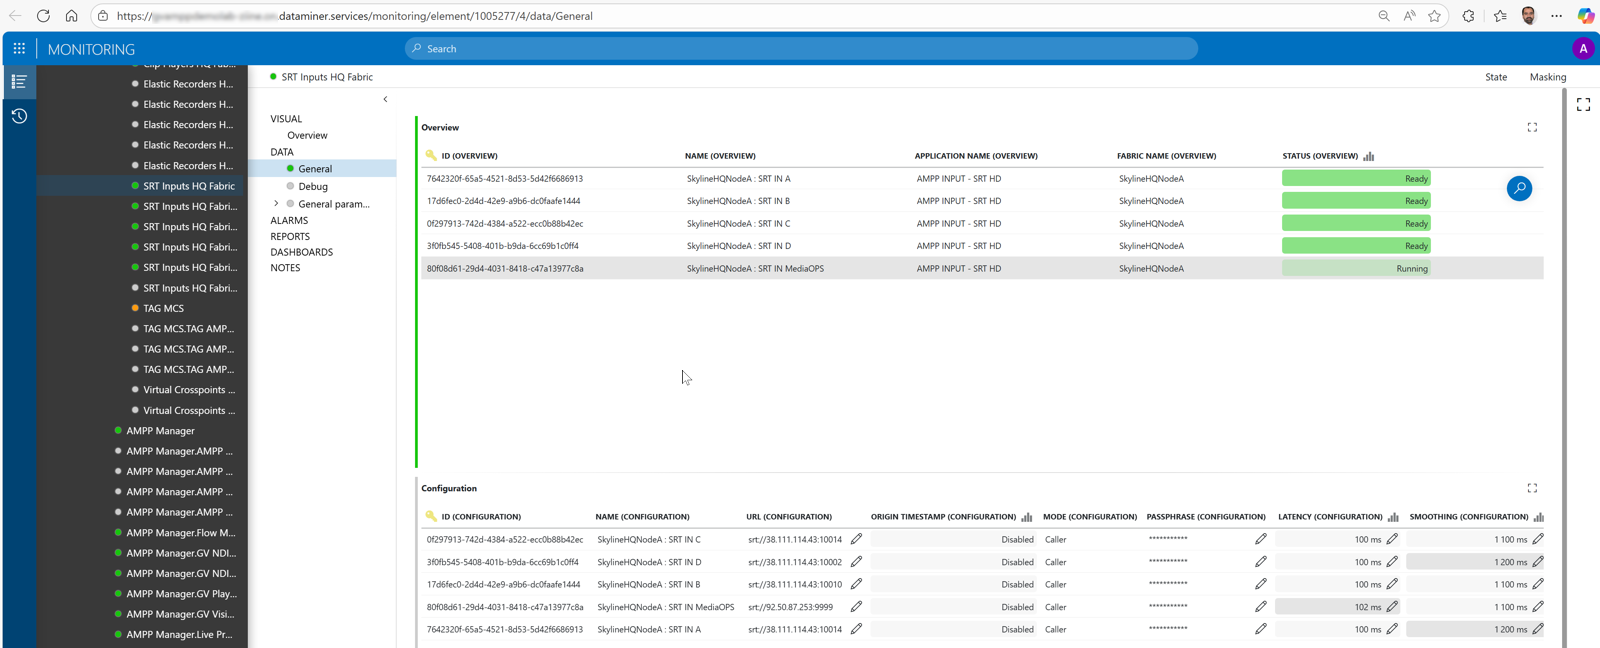 https:// .dataminer.services/monitoring/element/1005277/4/data/General
MONITORING
Search
A
Elastic Recorders H...
Elastic Recorders H...
Elastic Recorders H...
Elastic Recorders H...
Elastic Recorders H...
SRT Inputs HQ Fabric
SRT Inputs HQ Fabri...
SRT Inputs HQ Fabri...
SRT Inputs HQ Fabri...
SRT Inputs HQ Fabri...
SRT Inputs HQ Fabri...
TAG MCS
TAG MCS.TAG AMP...
TAG MCS.TAG AMP...
TAG MCS.TAG AMP...
Virtual Crosspoints ...
Virtual Crosspoints ...
AMPP Manager
AMPP Manager.AMPP ...
AMPP Manager.AMPP ...
AMPP Manager.AMPP ...
AMPP Manager.AMPP ...
AMPP Manager.Flow M...
AMPP Manager.GV NDI...
AMPP Manager.GV NDI...
AMPP Manager.GV Play...
AMPP Manager.GV Visi...
AMPP Manager.Live Pr...
SRT Inputs HQ Fabric
State Masking
VISUAL
Overview
DATA
General
Debug
General param...
ALARMS
REPORTS
DASHBOARDS
NOTES
Overview
ID (OVERVIEW) NAME (OVERVIEW) APPLICATION NAME (OVERVIEW) FABRIC NAME (OVERVIEW) STATUS (OVERVIEW)
7642320f-65a5-4521-8d53-5d42f6686913 SkylineHQNodeA : SRT IN A AMPP INPUT - SRT HD SkylineHQNodeA Ready
17d6fec0-2d4d-42e9-a9b6-dc0faafe1444 SkylineHQNodeA : SRT IN B AMPP INPUT - SRT HD SkylineHQNodeA Ready
0f297913-742d-4384-a522-ecc0b88b42ec SkylineHQNodeA : SRT IN C AMPP INPUT - SRT HD SkylineHQNodeA Ready
3f0fb545-5408-401b-b9da-6cc69b1c0ff4 SkylineHQNodeA : SRT IN D AMPP INPUT - SRT HD SkylineHQNodeA Ready
80f08d61-29d4-4031-8418-c47a13977c8a SkylineHQNodeA : SRT IN MediaOPS AMPP INPUT - SRT HD SkylineHQNodeA Running
Configuration
ID (CONFIGURATION) NAME (CONFIGURATION) URL (CONFIGURATION) ORIGIN TIMESTAMP (CONFIGURATION) MODE (CONFIGURATION) PASSPHRASE (CONFIGURATION) LATENCY (CONFIGURATION) SMOOTHING (CONFIGURATION)
0f297913-742d-4384-a522-ecc0b88b42ec SkylineHQNodeA : SRT IN C srt://38.111.114.43:10014 Disabled Caller *********** 100 ms 1 100 ms
3f0fb545-5408-401b-b9da-6cc69b1c0ff4 SkylineHQNodeA : SRT IN D srt://38.111.114.43:10002 Disabled Caller *********** 100 ms 1 200 ms
17d6fec0-2d4d-42e9-a9b6-dc0faafe1444 SkylineHQNodeA : SRT IN B srt://38.111.114.43:10010 Disabled Caller *********** 100 ms 1 100 ms
80f08d61-29d4-4031-8418-c47a13977c8a SkylineHQNodeA : SRT IN MediaOPS srt://92.50.87.253:9999 Disabled Caller *********** 102 ms 1 100 ms
7642320f-65a5-4521-8d53-5d42f6686913 SkylineHQNodeA : SRT IN A srt://38.111.114.43:10014 Disabled Caller *********** 100 ms 1 200 ms